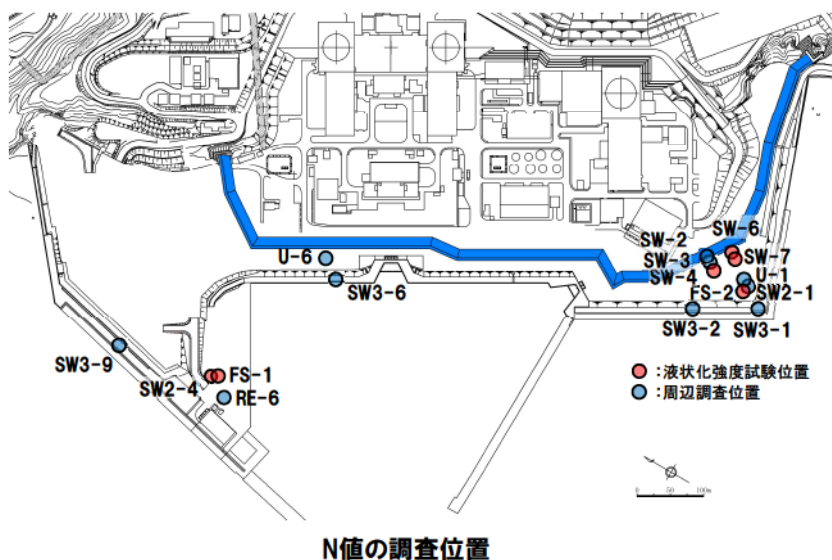 SW-6
SW-2
SW-3
SW-7
U-6
SW-4
U-1
SW3-6
FS-2
SW2-1
SW3-2
SW3-1
SW3-9
SW2-4
FS-1
RE-6
:液状化強度試験位置
:周辺調査位置
0 50 100m
N値の調査位置